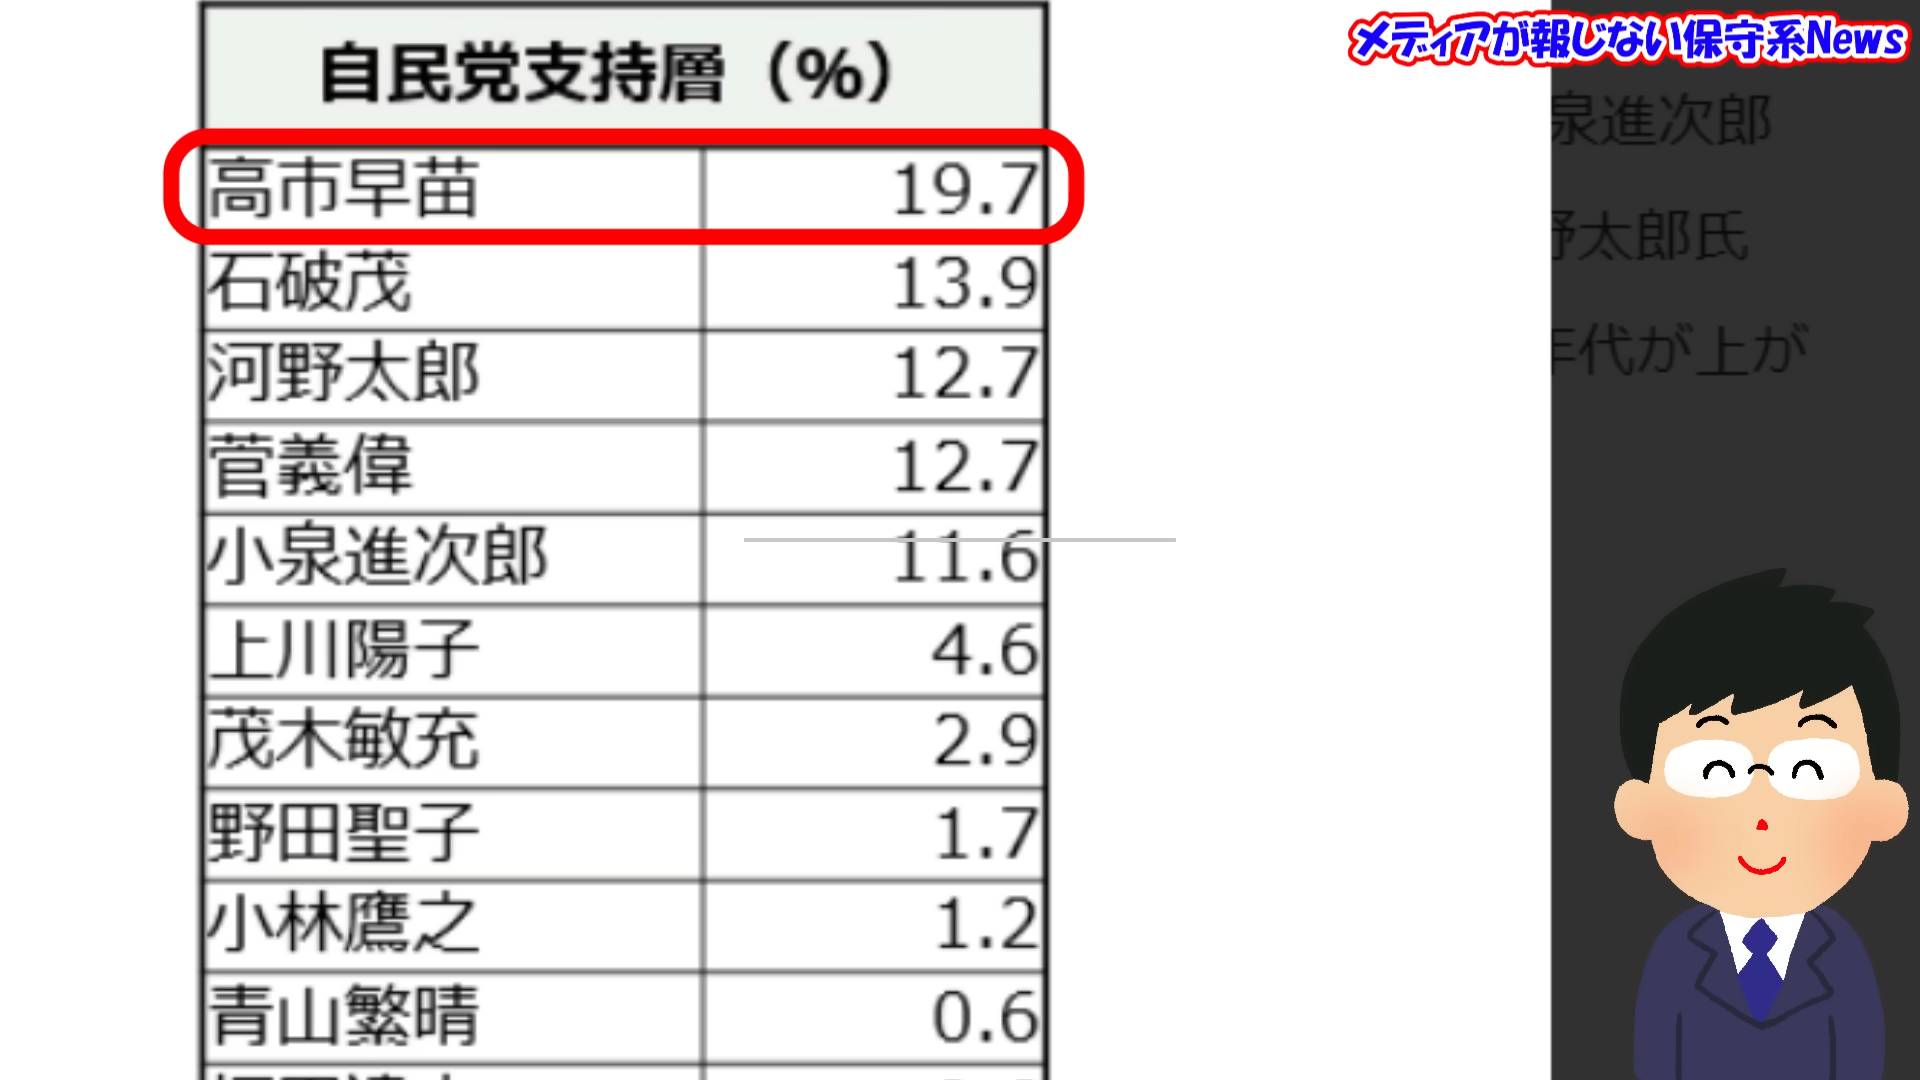 メディアが報じない保守系News
自民党支持層（%）
高市早苗 19.7
石破茂 13.9
河野太郎 12.7
菅義偉 12.7
小泉進次郎 11.6
上川陽子 4.6
茂木敏充 2.9
野田聖子 1.7
小林鷹之 1.2
青山繁晴 0.6
泉進次郎
野太郎氏
年代が上が